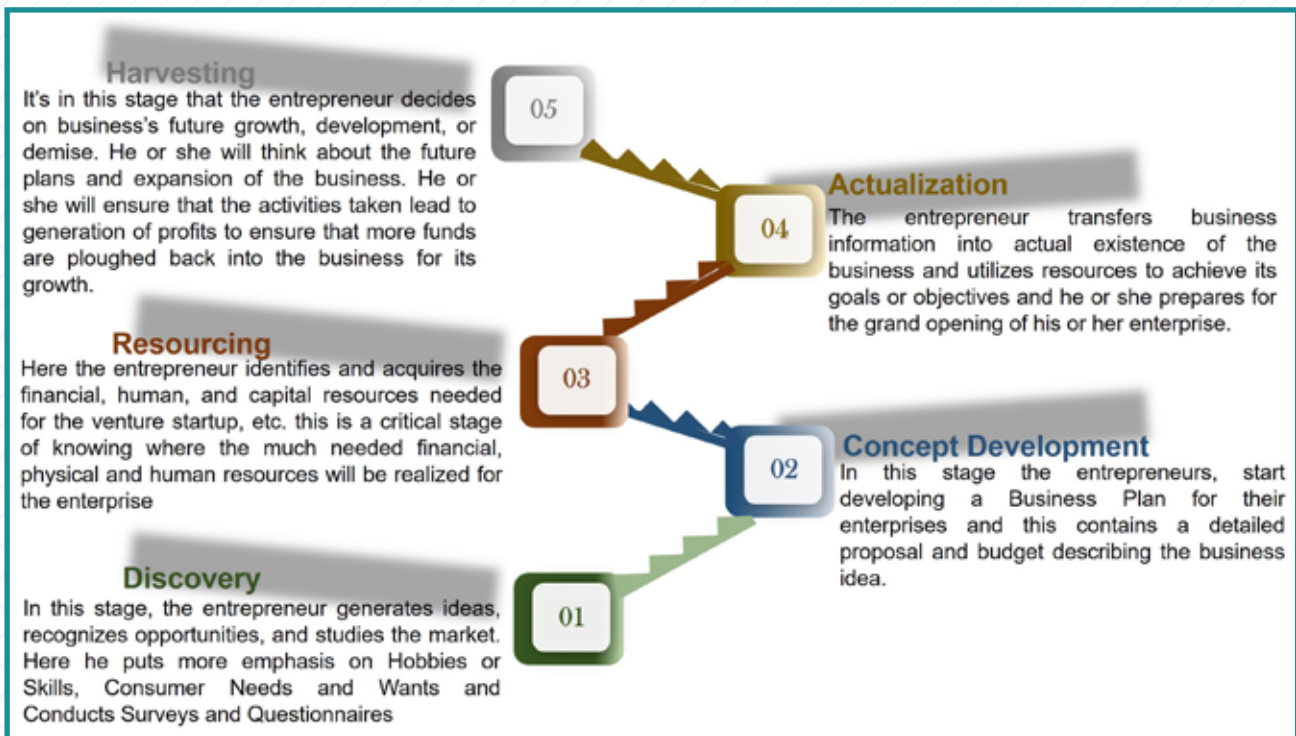 Harvesting
It's in this stage that the entrepreneur decides
on business's future growth, development, or
demise. He or she will think about the future
plans and expansion of the business. He or
she will ensure that the activities taken lead to
generation of profits to ensure that more funds
are ploughed back into the business for its
growth.
05
Actualization
The entrepreneur transfers business
information into actual existence of the
business and utilizes resources to achieve its
goals or objectives and he or she prepares for
the grand opening of his or her enterprise.
04
Resourcing
Here the entrepreneur identifies and acquires the
financial, human, and capital resources needed
for the venture startup, etc. this is a critical stage
of knowing where the much needed financial,
physical and human resources will be realized for
the enterprise
03
Concept Development
In this stage the entrepreneurs, start
developing a Business Plan for their
enterprises and this contains a detailed
proposal and budget describing the business
idea.
02
Discovery
In this stage, the entrepreneur generates ideas,
recognizes opportunities, and studies the market.
Here he puts more emphasis on Hobbies or
Skills, Consumer Needs and Wants and
Conducts Surveys and Questionnaires
01